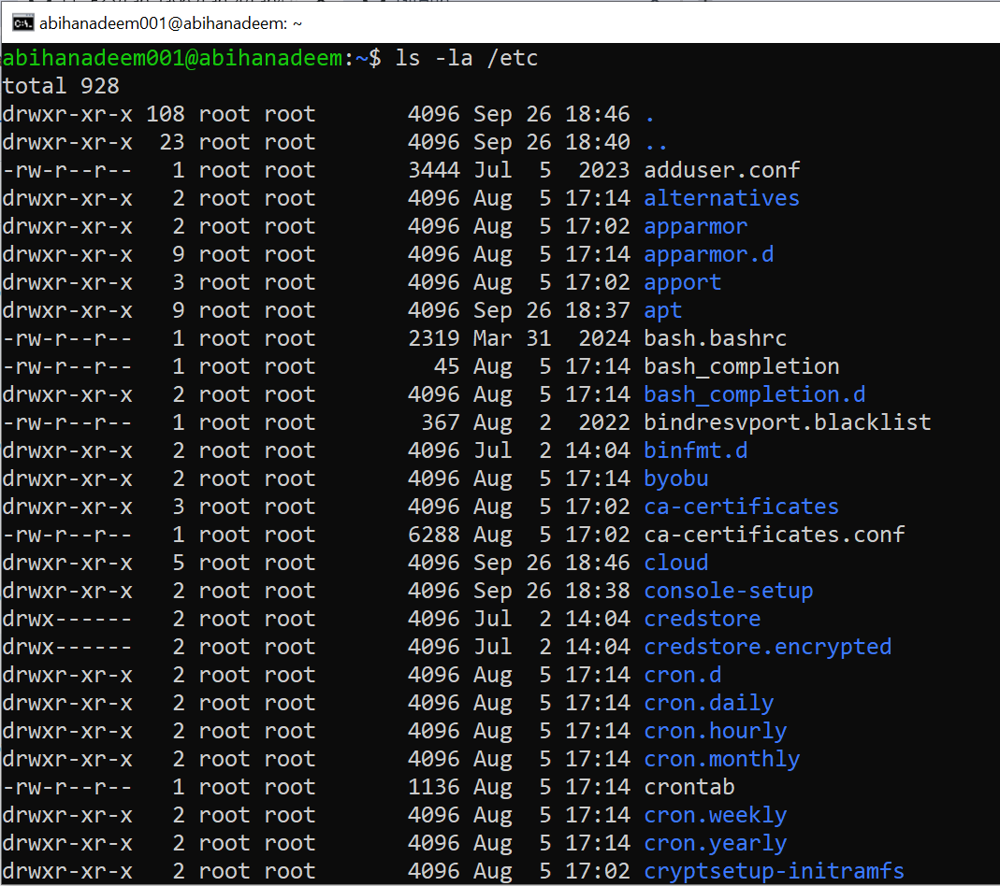 abihanadeem001@abihanadeem: ~
abihanadeem001@abihanadeem:~$ ls -la /etc
total 928
drwxr-xr-x 108 root root       4096 Sep 26 18:46 .
drwxr-xr-x  23 root root       4096 Sep 26 18:40 ..
-rw-r--r--   1 root root       3444 Jul  5  2023 adduser.conf
drwxr-xr-x   2 root root       4096 Aug  5 17:14 alternatives
drwxr-xr-x   2 root root       4096 Aug  5 17:02 apparmor
drwxr-xr-x   9 root root       4096 Aug  5 17:14 apparmor.d
drwxr-xr-x   3 root root       4096 Aug  5 17:02 apport
drwxr-xr-x   9 root root       4096 Sep 26 18:37 apt
-rw-r--r--   1 root root       2319 Mar 31  2024 bash.bashrc
-rw-r--r--   1 root root         45 Aug  5 17:14 bash_completion
drwxr-xr-x   2 root root       4096 Aug  5 17:14 bash_completion.d
-rw-r--r--   1 root root        367 Aug  2  2022 bindresvport.blacklist
drwxr-xr-x   2 root root       4096 Jul  2 14:04 binfmt.d
drwxr-xr-x   2 root root       4096 Aug  5 17:14 byobu
drwxr-xr-x   3 root root       4096 Aug  5 17:02 ca-certificates
-rw-r--r--   1 root root       6288 Aug  5 17:02 ca-certificates.conf
drwxr-xr-x   5 root root       4096 Sep 26 18:46 cloud
drwxr-xr-x   2 root root       4096 Sep 26 18:38 console-setup
drwx------   2 root root       4096 Jul  2 14:04 credstore
drwx------   2 root root       4096 Jul  2 14:04 credstore.encrypted
drwxr-xr-x   2 root root       4096 Aug  5 17:14 cron.d
drwxr-xr-x   2 root root       4096 Aug  5 17:14 cron.daily
drwxr-xr-x   2 root root       4096 Aug  5 17:14 cron.hourly
drwxr-xr-x   2 root root       4096 Aug  5 17:14 cron.monthly
-rw-r--r--   1 root root       1136 Aug  5 17:14 crontab
drwxr-xr-x   2 root root       4096 Aug  5 17:14 cron.weekly
drwxr-xr-x   2 root root       4096 Aug  5 17:14 cron.yearly
drwxr-xr-x   2 root root       4096 Aug  5 17:02 cryptsetup-initramfs